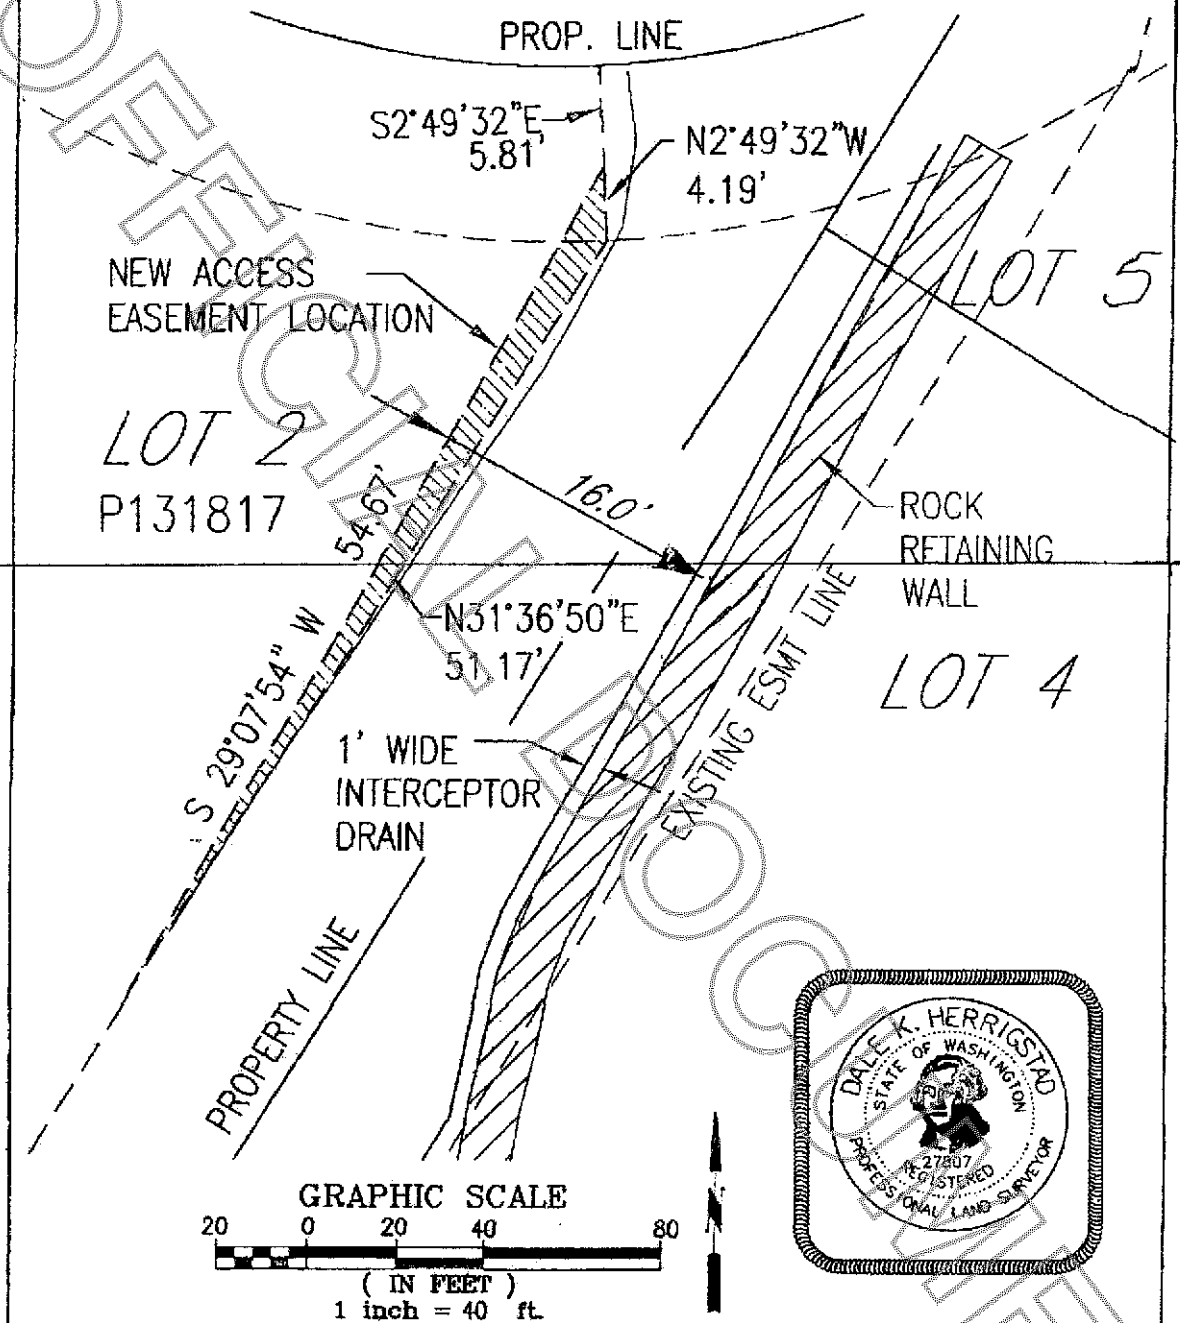 PROP. LINE
S2°49'32"E
5.81'
N2°49'32"W
4.19'
NEW ACCESS
EASEMENT LOCATION
LOT 5
LOT 2
P131817
54.67'
S 29°07'54" W
16.0'
ROCK
RETAINING
WALL
N31°36'50"E
51.17'
LOT 4
1' WIDE
INTERCEPTOR
DRAIN
EXISTING ESMT LINE
PROPERTY LINE
DALE K. HERRIGSTAD
STATE OF WASHINGTON
27807
REGISTERED
PROFESSIONAL LAND SURVEYOR
GRAPHIC SCALE
20 0 20 40 80
( IN FEET )
1 inch = 40 ft.
N
OFFICIAL DOCUME